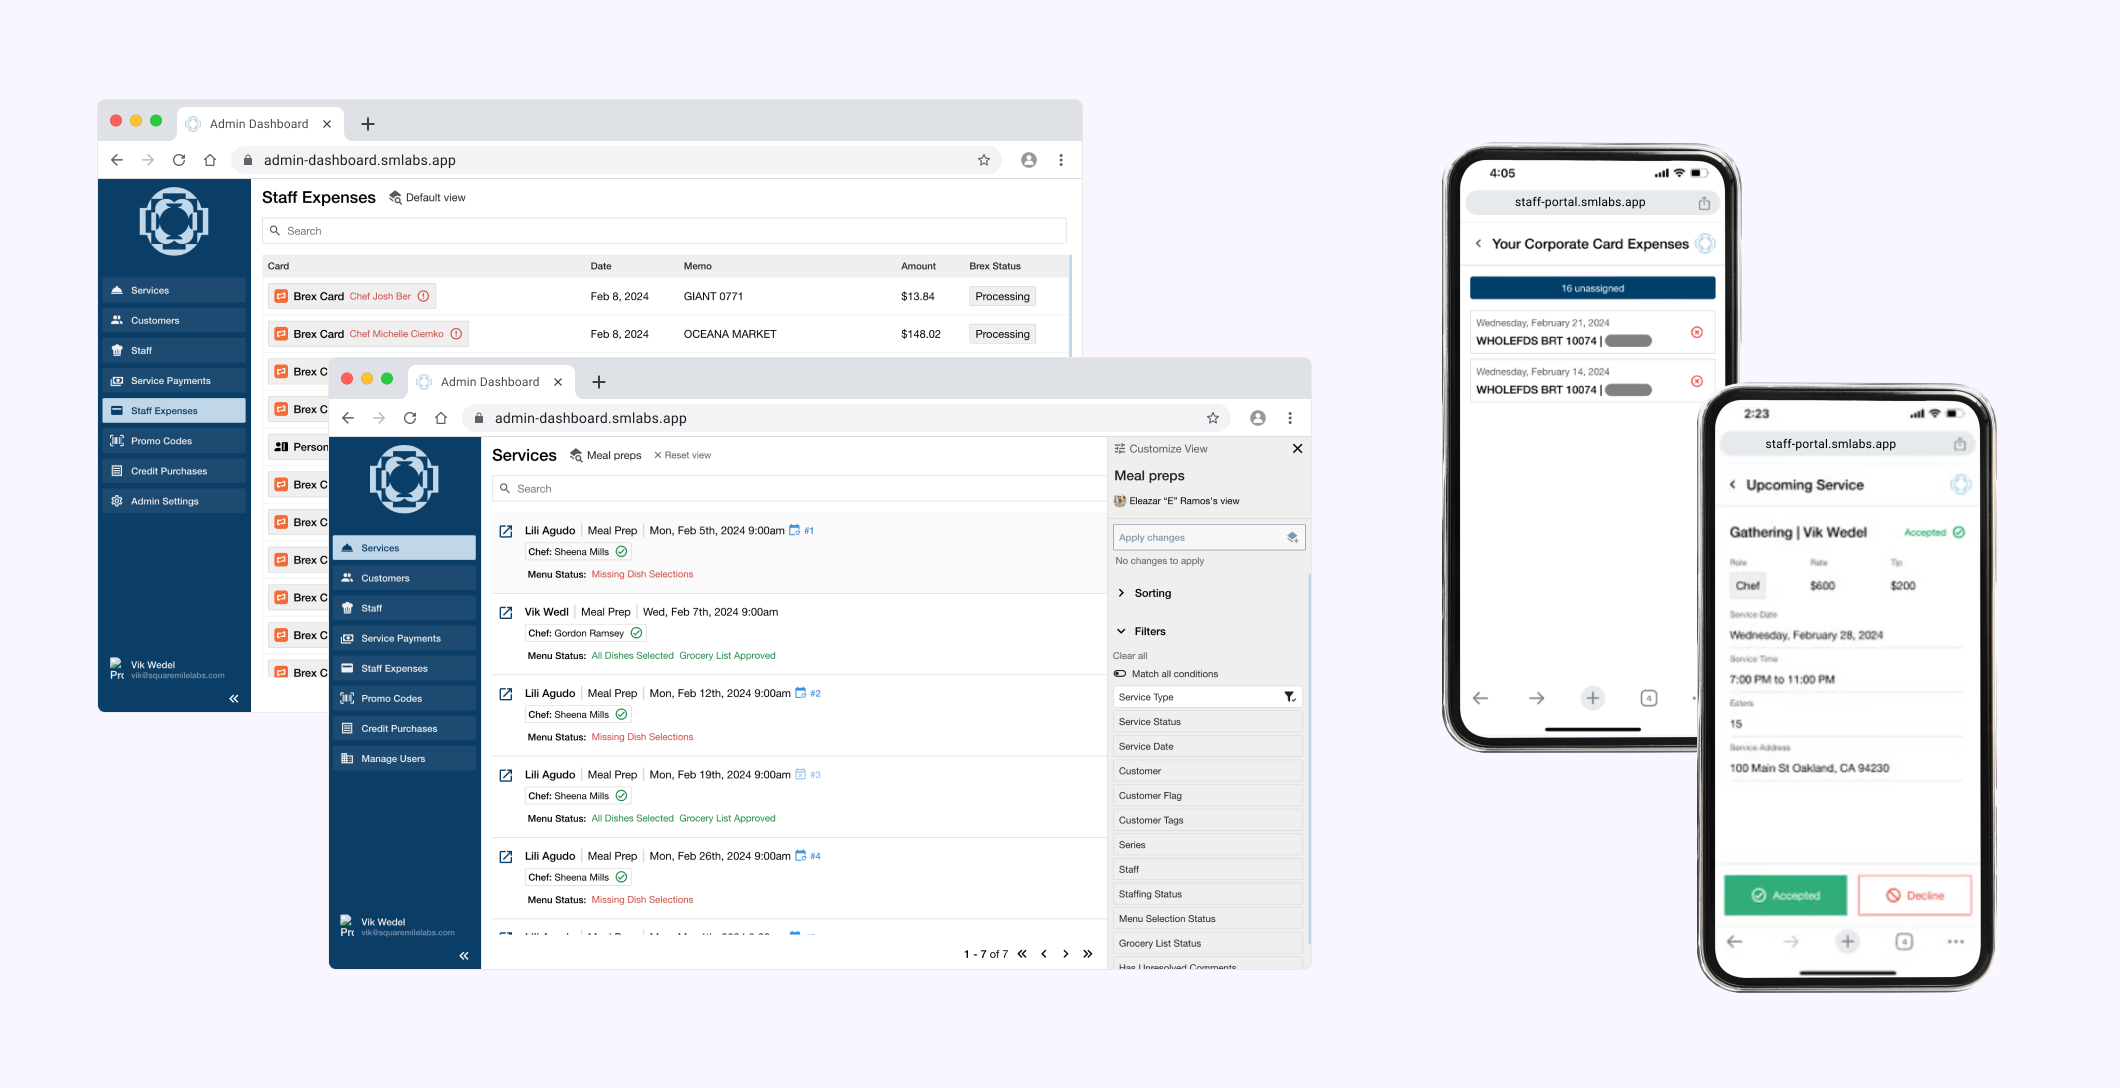 Admin Dashboard
admin-dashboard.smlabs.app
Staff Expenses Default view
Search
Card Date Memo Amount Brex Status
Brex Card Chef Josh Ber Feb 8, 2024 GIANT 0771 $13.84 Processing
Brex Card Chef Michelle Ciemko Feb 8, 2024 OCEANA MARKET $148.02 Processing
Brex C
Brex C
Person
Brex C
Brex C
Brex C
Brex C
Brex C
Brex C
Services
Customers
Staff
Service Payments
Staff Expenses
Promo Codes
Credit Purchases
Admin Settings
Pro
Vik Wedel
vik@squaremilelabs.com
Admin Dashboard
admin-dashboard.smlabs.app
Services
Customers
Staff
Service Payments
Staff Expenses
Promo Codes
Credit Purchases
Manage Users
Pro
Vik Wedel
vik@squaremilelabs.com
Services Meal preps Reset view
Search
Lili Agudo Meal Prep Mon, Feb 5th, 2024 9:00am #1
Chef: Sheena Mills
Menu Status: Missing Dish Selections
Vik Wedl Meal Prep Wed, Feb 7th, 2024 9:00am
Chef: Gordon Ramsey
Menu Status: All Dishes Selected Grocery List Approved
Lili Agudo Meal Prep Mon, Feb 12th, 2024 9:00am #2
Chef: Sheena Mills
Menu Status: Missing Dish Selections
Lili Agudo Meal Prep Mon, Feb 19th, 2024 9:00am #3
Chef: Sheena Mills
Menu Status: All Dishes Selected Grocery List Approved
Lili Agudo Meal Prep Mon, Feb 26th, 2024 9:00am #4
Chef: Sheena Mills
Menu Status: Missing Dish Selections
1 - 7 of 7
Customize View
Meal preps
Eleazar “E” Ramos's view
Apply changes
No changes to apply
Sorting
Filters
Clear all
Match all conditions
Service Type
Service Status
Service Date
Customer
Customer Flag
Customer Tags
Series
Staff
Staffing Status
Menu Selection Status
Grocery List Status
Has Unresolved Comments
4:05
staff-portal.smlabs.app
Your Corporate Card Expenses
16 unassigned
Wednesday, February 21, 2024
WHOLEFDS BRT 10074 |
Wednesday, February 14, 2024
WHOLEFDS BRT 10074 |
4
2:23
staff-portal.smlabs.app
Upcoming Service
Gathering | Vik Wedel Accepted
Role Rate Tip
Chef $600 $200
Service Date
Wednesday, February 28, 2024
Service Time
7:00 PM to 11:00 PM
Eaters
15
Service Address
100 Main St Oakland, CA 94230
Accepted Decline
4